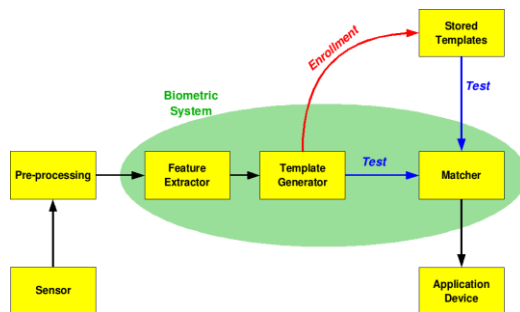 Stored
Templates
Enrollment
Test
Biometric
System
Pre-processing
Feature
Extractor
Template
Generator
Test
Matcher
Sensor
Application
Device